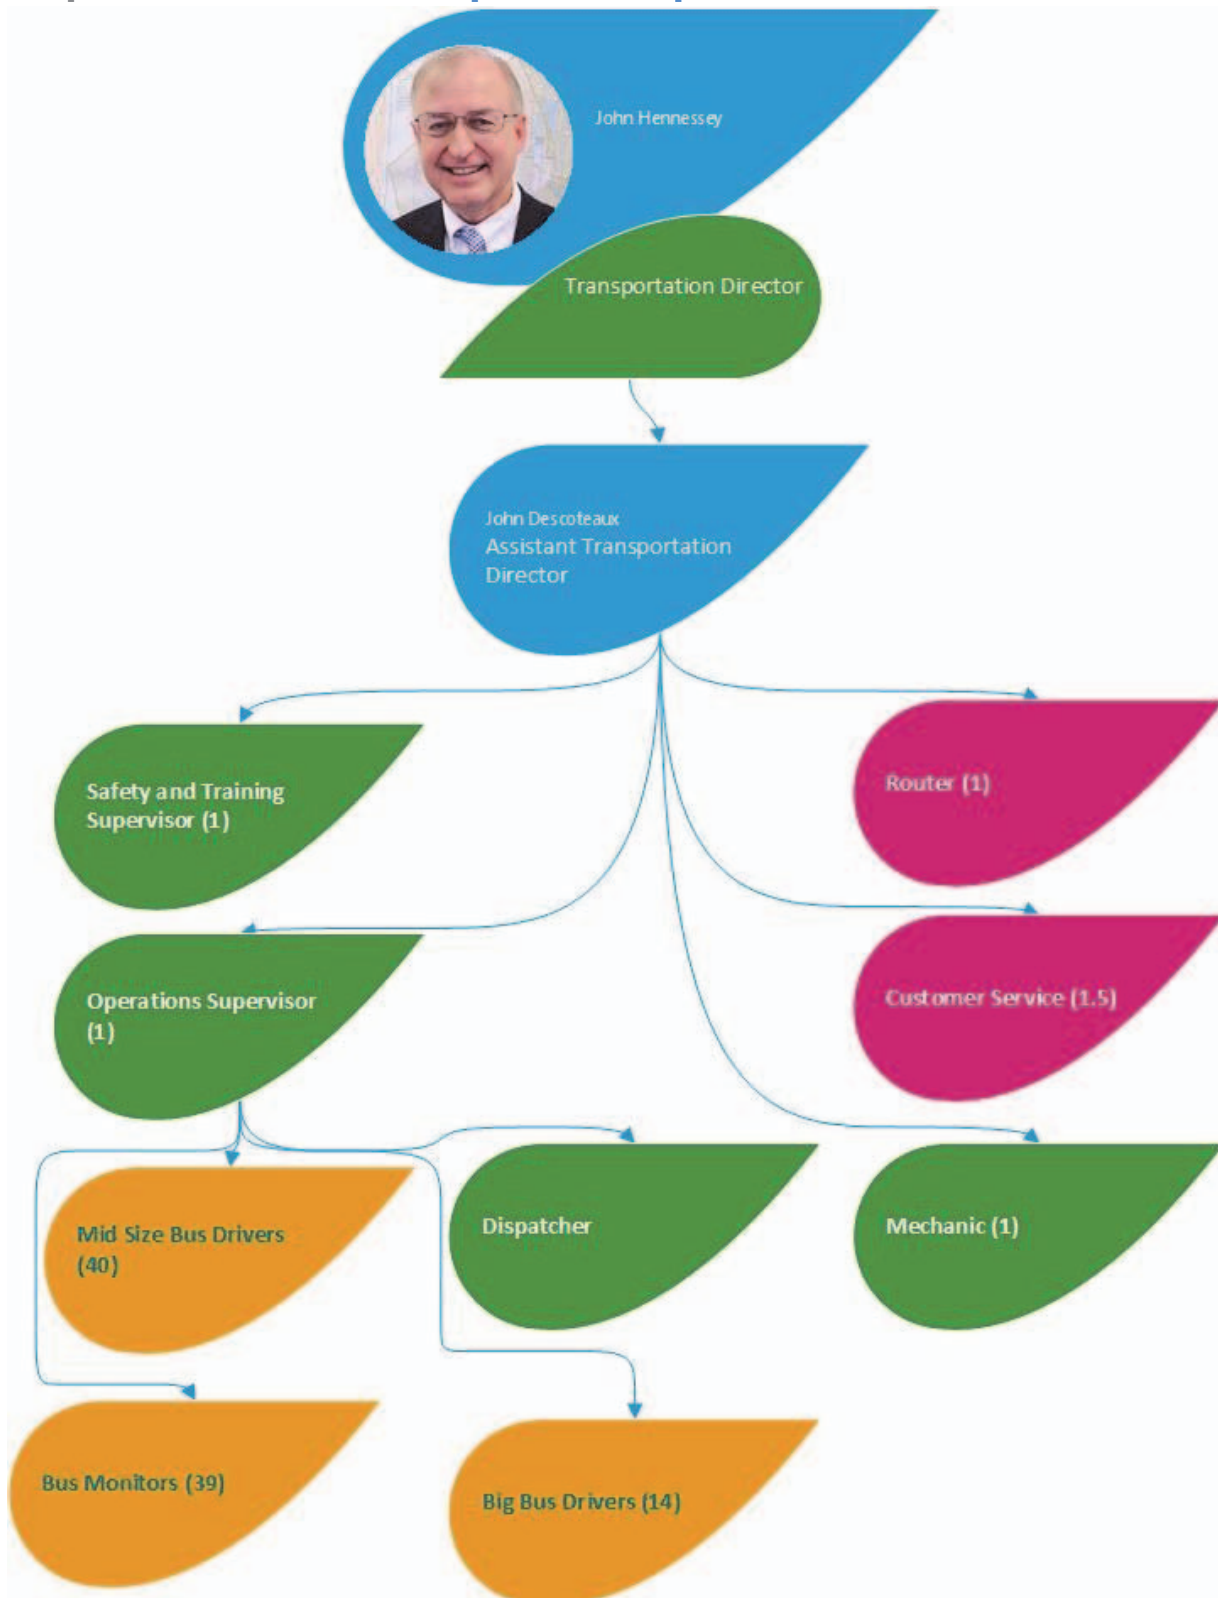 John Hennessey
Transportation Director
John Descoteaux
Assistant Transportation
Director
Safety and Training
Supervisor (1)
Router (1)
Operations Supervisor
(1)
Customer Service (1.5)
Mid Size Bus Drivers
(40)
Dispatcher
Mechanic (1)
Bus Monitors (39)
Big Bus Drivers (14)